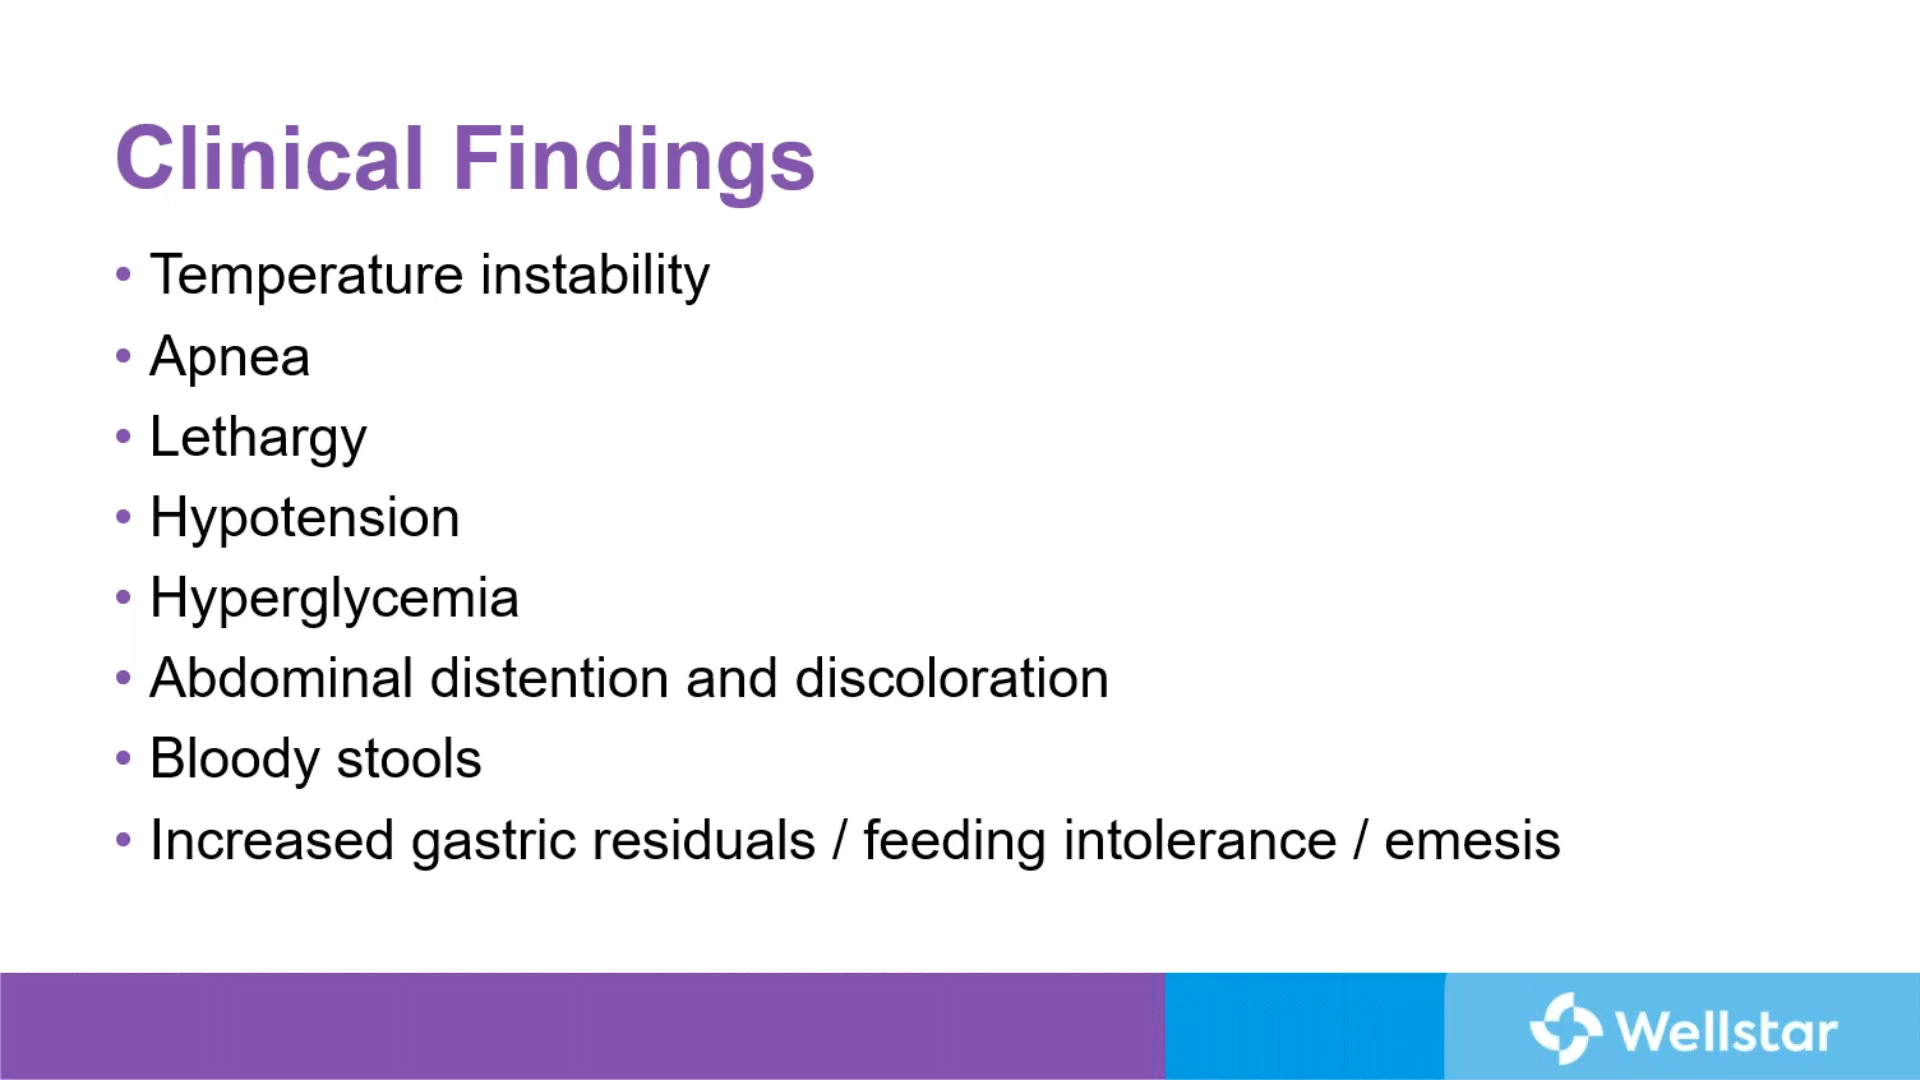 Clinical Findings
• Temperature instability
• Apnea
• Lethargy
• Hypotension
• Hyperglycemia
• Abdominal distention and discoloration
• Bloody stools
• Increased gastric residuals / feeding intolerance / emesis
Wellstar